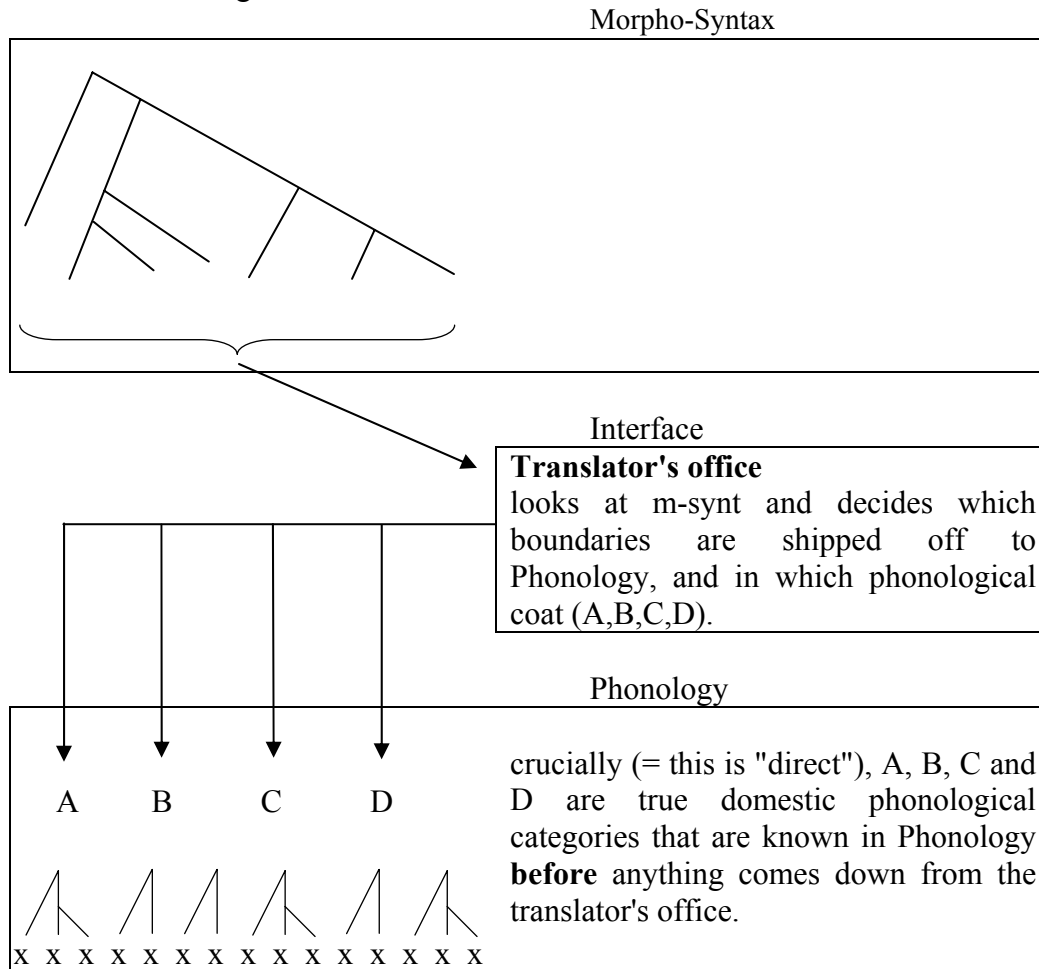 Morpho-Syntax
Interface
Translator's office
looks at m-synt and decides which
boundaries are shipped off to
Phonology, and in which phonological
coat (A,B,C,D).
Phonology
crucially (= this is "direct"), A, B, C and
D are true domestic phonological
categories that are known in Phonology
before anything comes down from the
translator's office.
A B C D
x x x x x x x x x x x x x x x